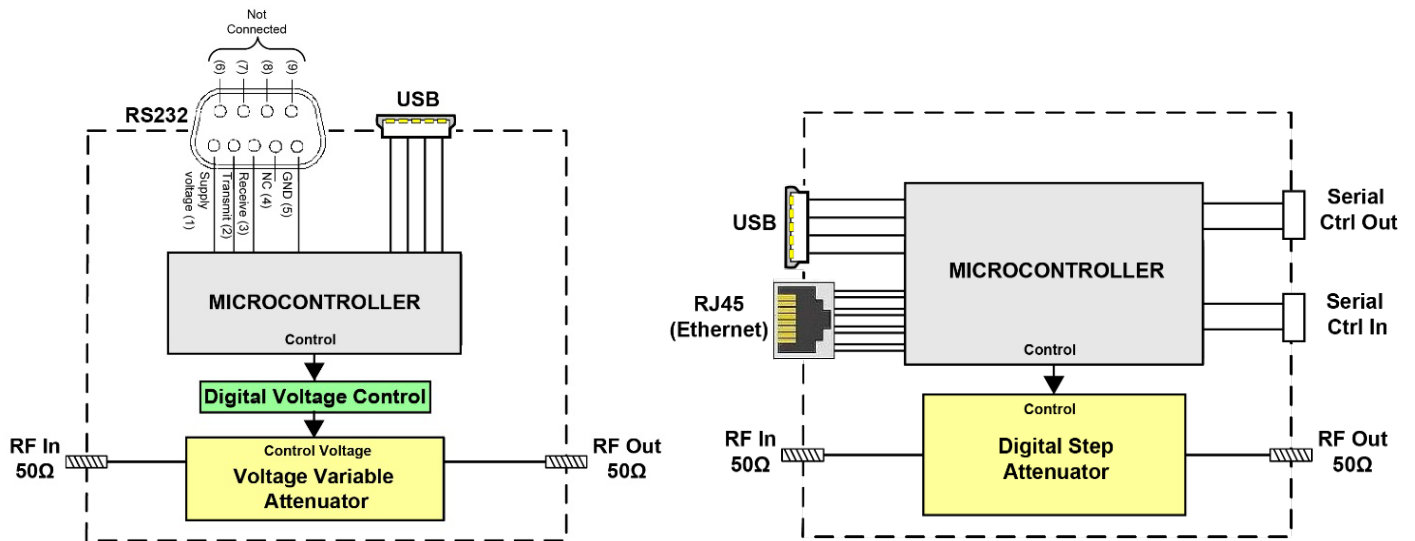 Not
Connected
(6)
(7)
(8)
(9)
RS232
USB
Supply
voltage (1)
Transmit (2)
Receive (3)
NC (4)
GND (5)
MICROCONTROLLER
Control
Digital Voltage Control
Control Voltage
Voltage Variable
Attenuator
RF In
50Ω
RF Out
50Ω
USB
RJ45
(Ethernet)
MICROCONTROLLER
Control
Serial
Ctrl Out
Serial
Ctrl In
Control
Digital Step
Attenuator
RF In
50Ω
RF Out
50Ω